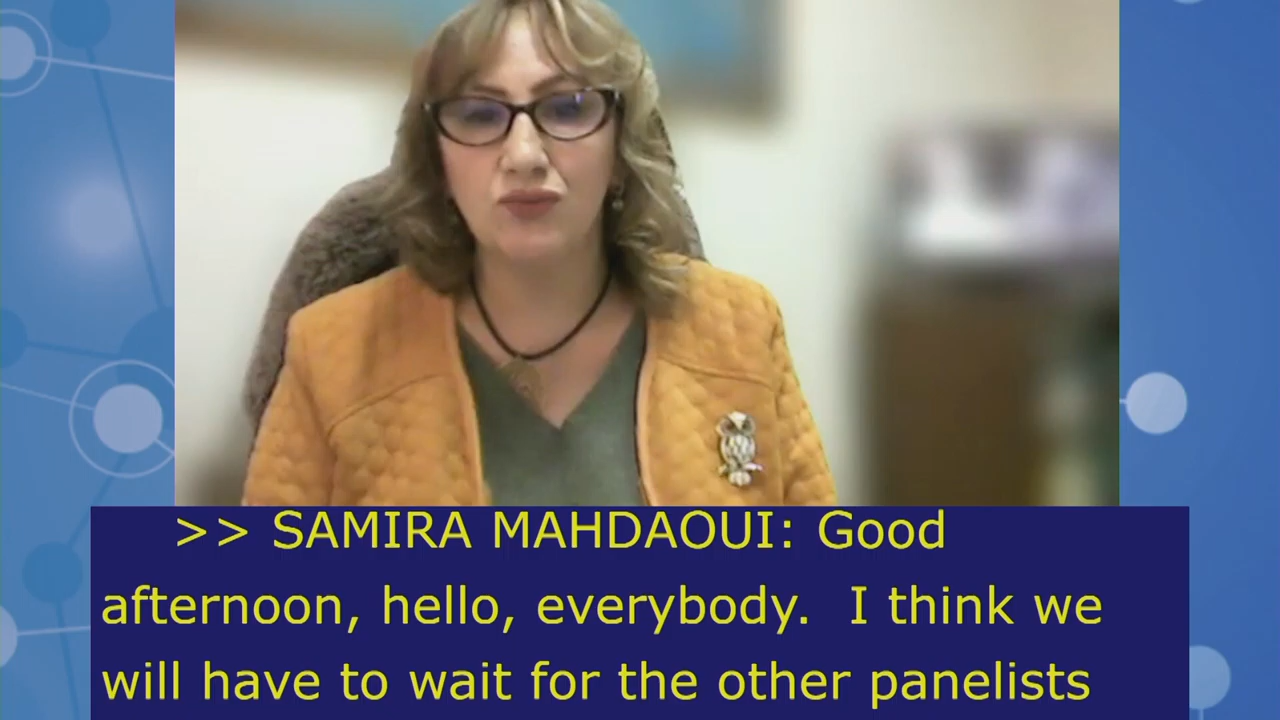 >> SAMIRA MAHDAOUI: Good
afternoon, hello, everybody.  I think we
will have to wait for the other panelists